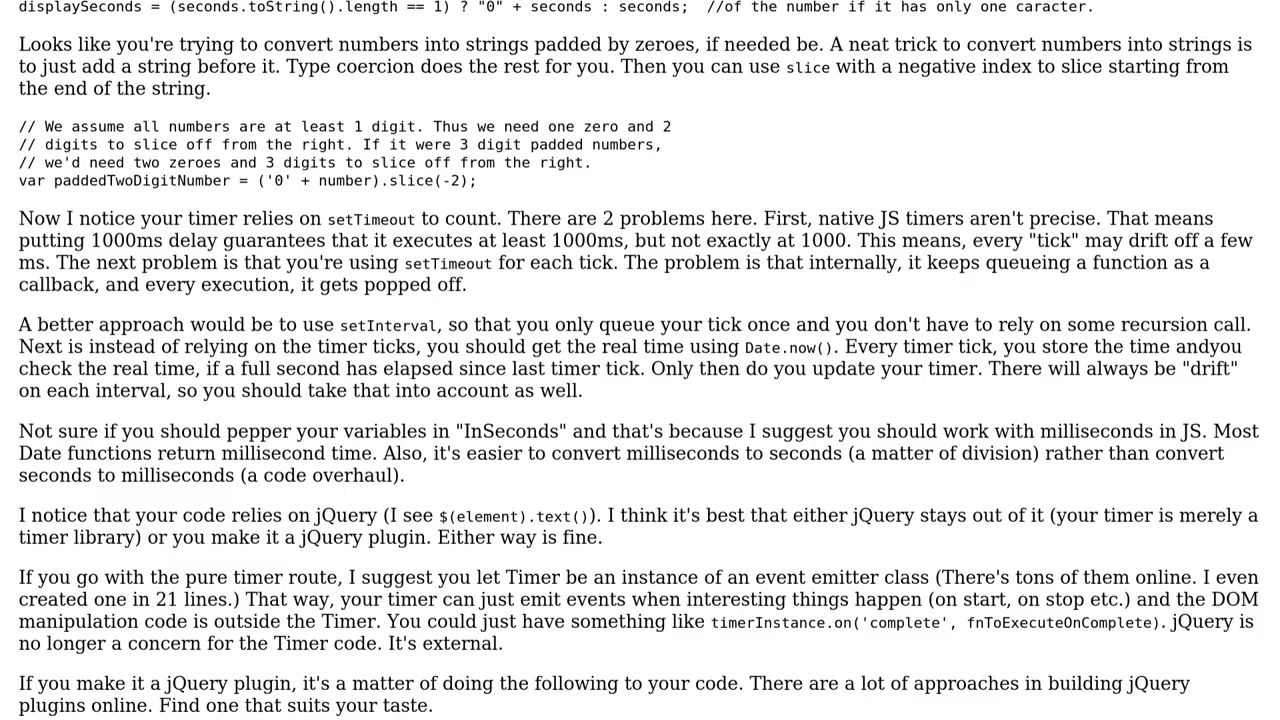 displaySeconds = (seconds.toString().length == 1) ? "0" + seconds : seconds;  //of the number if it has only one caracter.
Looks like you're trying to convert numbers into strings padded by zeroes, if needed be. A neat trick to convert numbers into strings is
to just add a string before it. Type coercion does the rest for you. Then you can use slice with a negative index to slice starting from
the end of the string.
// We assume all numbers are at least 1 digit. Thus we need one zero and 2
// digits to slice off from the right. If it were 3 digit padded numbers,
// we'd need two zeroes and 3 digits to slice off from the right.
var paddedTwoDigitNumber = ('0' + number).slice(-2);
Now I notice your timer relies on setTimeout to count. There are 2 problems here. First, native JS timers aren't precise. That means
putting 1000ms delay guarantees that it executes at least 1000ms, but not exactly at 1000. This means, every "tick" may drift off a few
ms. The next problem is that you're using setTimeout for each tick. The problem is that internally, it keeps queueing a function as a
callback, and every execution, it gets popped off.
A better approach would be to use setInterval, so that you only queue your tick once and you don't have to rely on some recursion call.
Next is instead of relying on the timer ticks, you should get the real time using Date.now(). Every timer tick, you store the time andyou
check the real time, if a full second has elapsed since last timer tick. Only then do you update your timer. There will always be "drift"
on each interval, so you should take that into account as well.
Not sure if you should pepper your variables in "InSeconds" and that's because I suggest you should work with milliseconds in JS. Most
Date functions return millisecond time. Also, it's easier to convert milliseconds to seconds (a matter of division) rather than convert
seconds to milliseconds (a code overhaul).
I notice that your code relies on jQuery (I see $(element).text()). I think it's best that either jQuery stays out of it (your timer is merely a
timer library) or you make it a jQuery plugin. Either way is fine.
If you go with the pure timer route, I suggest you let Timer be an instance of an event emitter class (There's tons of them online. I even
created one in 21 lines.) That way, your timer can just emit events when interesting things happen (on start, on stop etc.) and the DOM
manipulation code is outside the Timer. You could just have something like timerInstance.on('complete', fnToExecuteOnComplete). jQuery is
no longer a concern for the Timer code. It's external.
If you make it a jQuery plugin, it's a matter of doing the following to your code. There are a lot of approaches in building jQuery
plugins online. Find one that suits your taste.